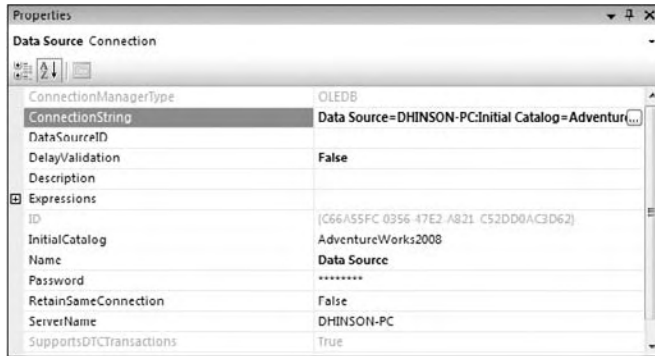 Properties
Data Source Connection
ConnectionManagerType OLEDB
ConnectionString Data Source=DHINSON-PC;Initial Catalog=Adventur ...
DataSourceID
DelayValidation False
Description
Expressions
ID {C66A55FC-0356-47E2-A821-C52DD0AC3D62}
InitialCatalog AdventureWorks2008
Name Data Source
Password ********
RetainSameConnection False
ServerName DHINSON-PC
SupportsDTCTransactions True